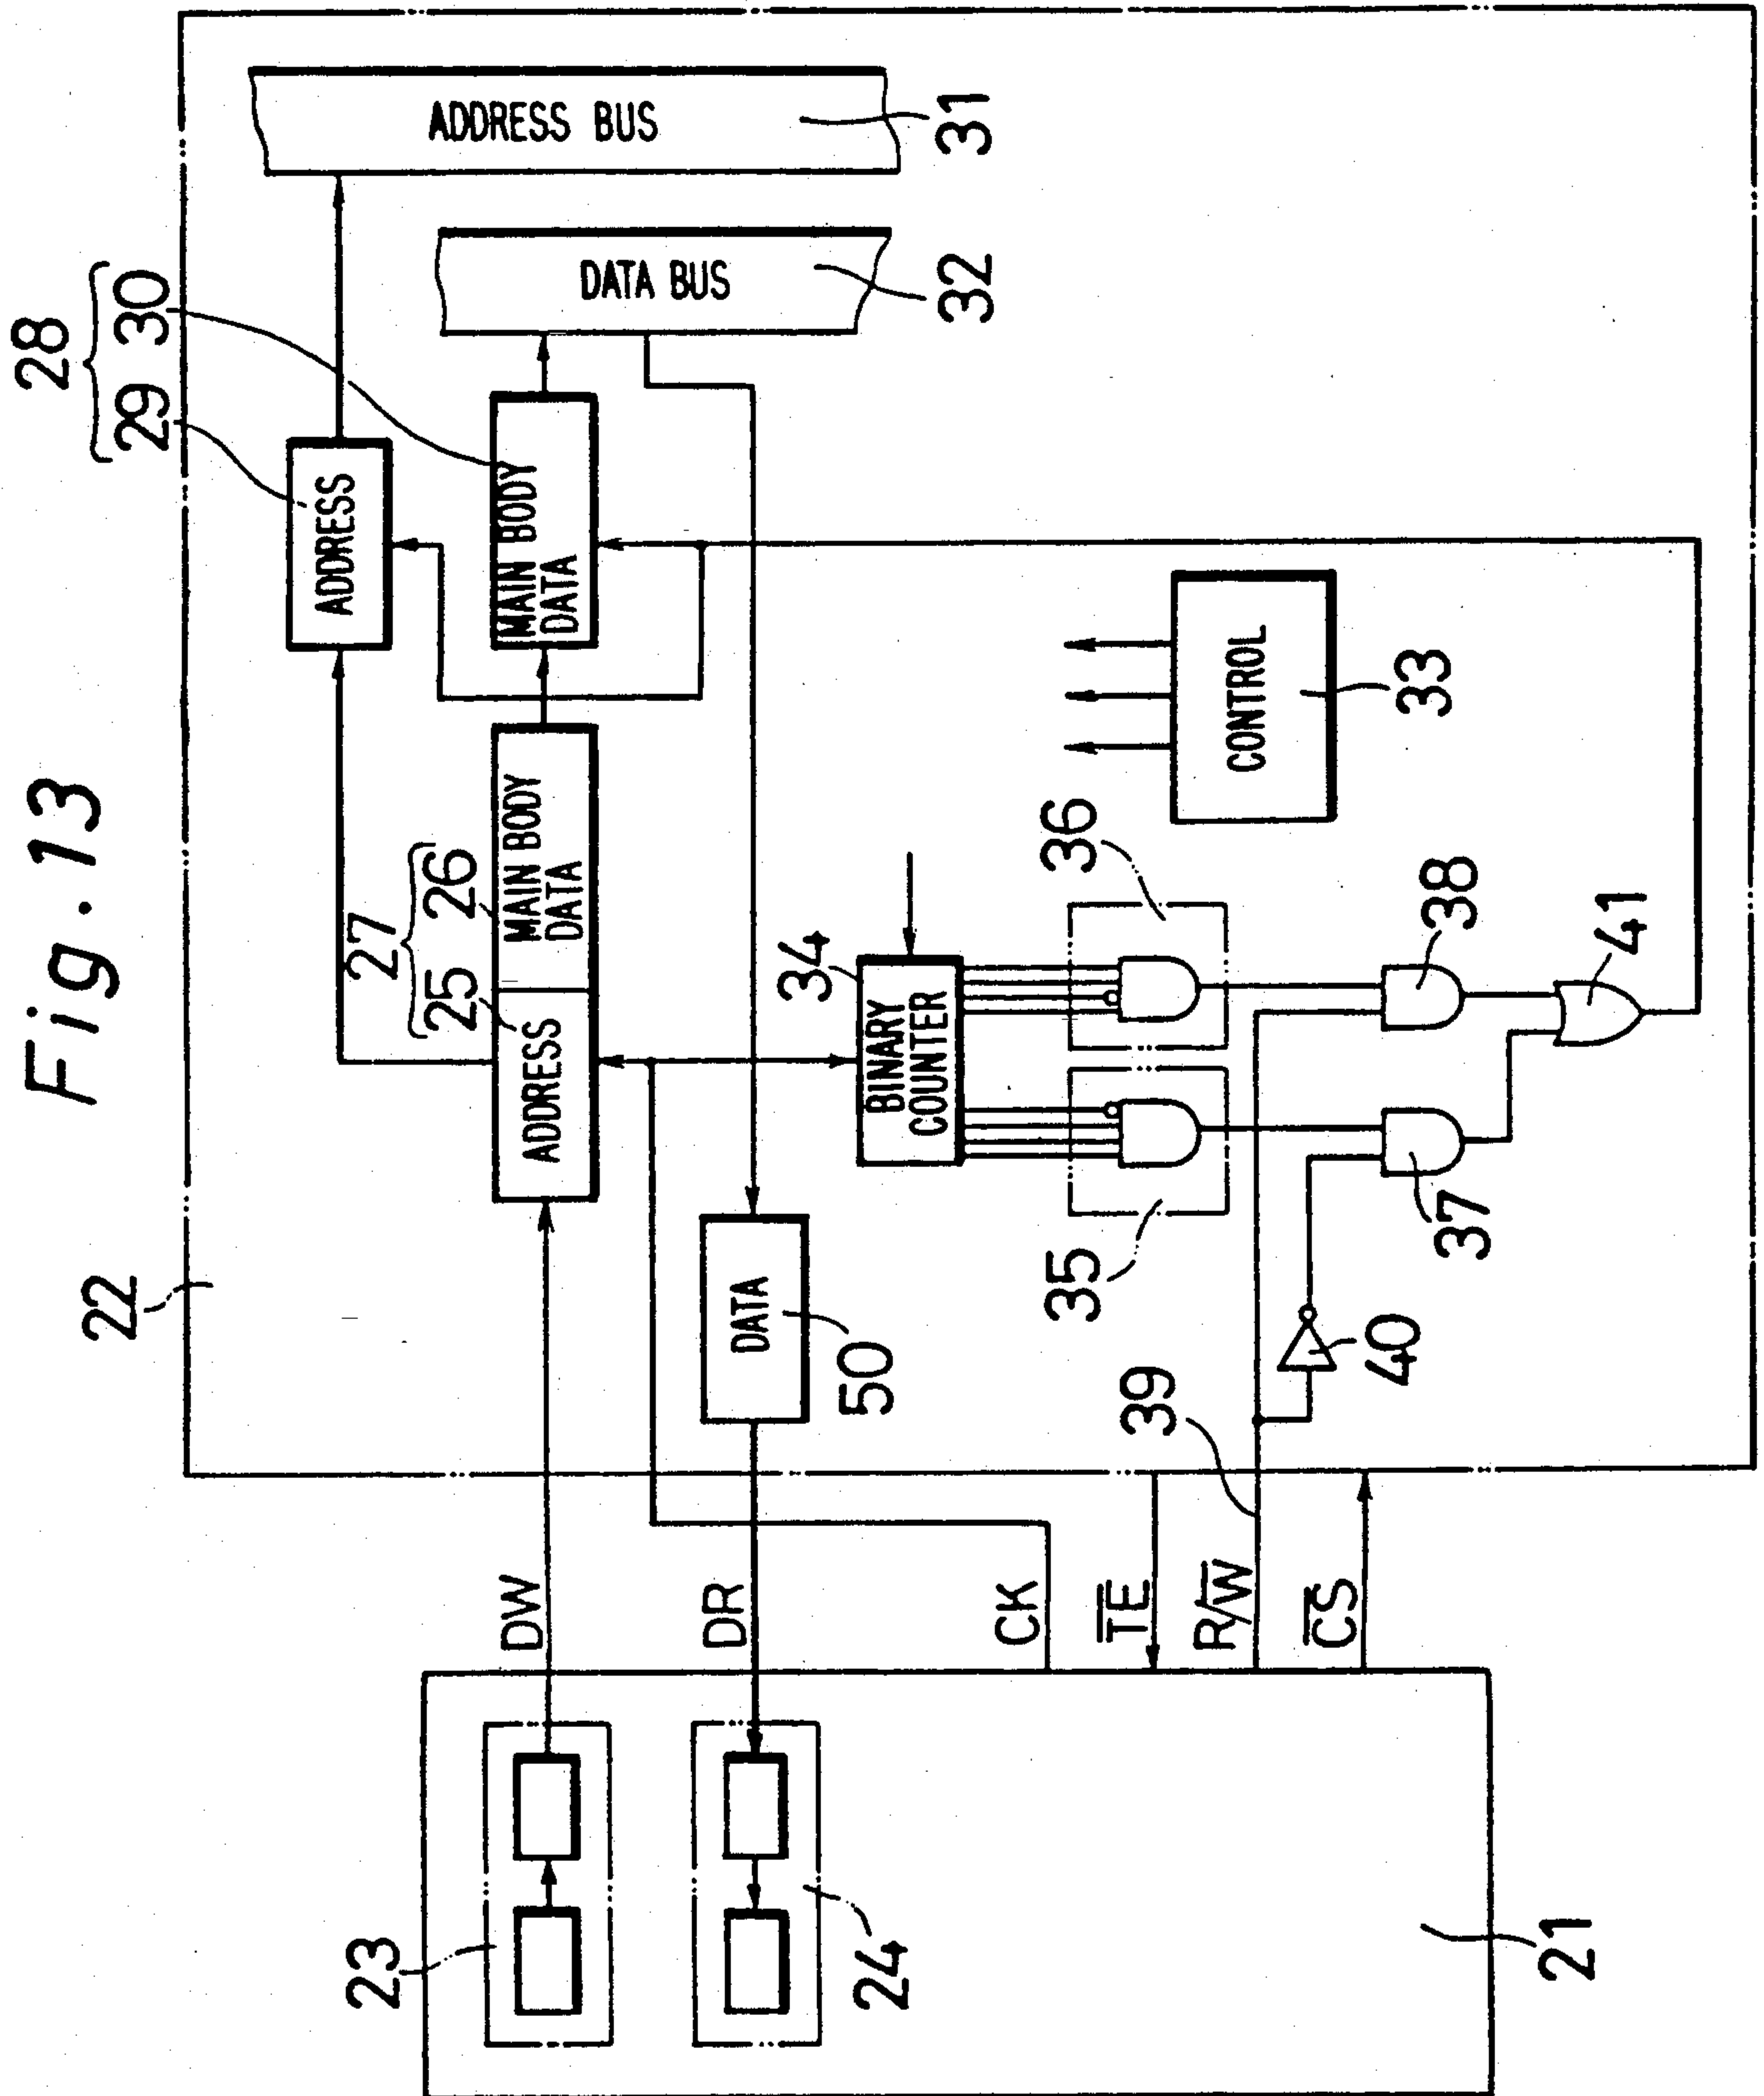 Fig. 13
22
28
29 30
ADDRESS
ADDRESS BUS
31
27
25 26
ADDRESS
MAIN BODY
DATA
MAIN BODY
DATA
DATA BUS
32
DATA
50
34
BINARY
COUNTER
35
36
CONTROL
33
37
38
39
40
41
DW
DR
CK
T̅E̅
R/W̅
C̅S̅
23
24
21